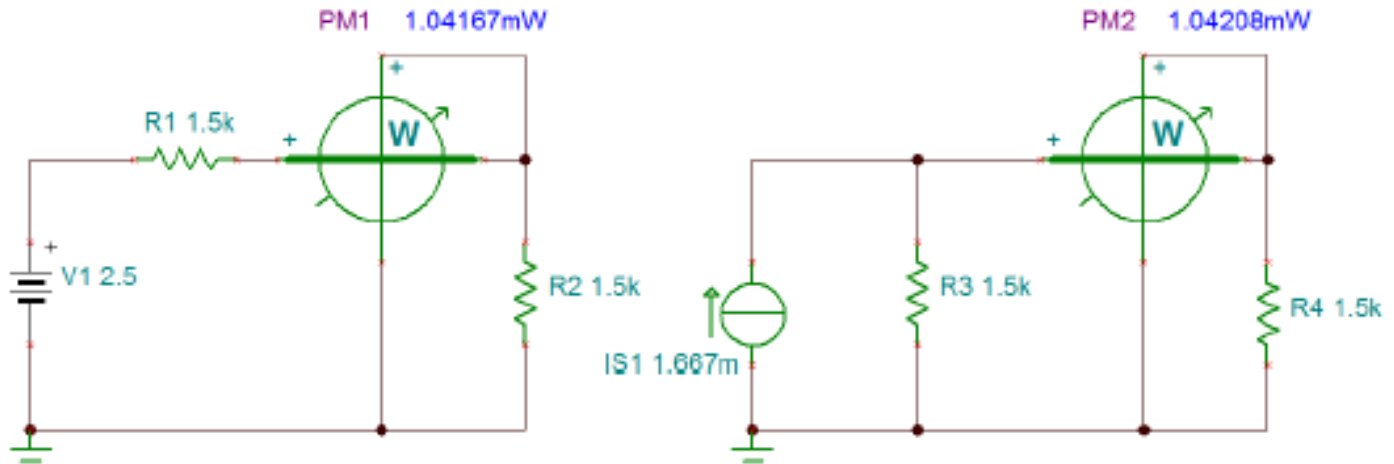 PM1 1.04167mW
PM2 1.04208mW
+
+
R1 1.5k
+
W
+
W
+
V1 2.5
R2 1.5k
R3 1.5k
R4 1.5k
IS1 1.667m